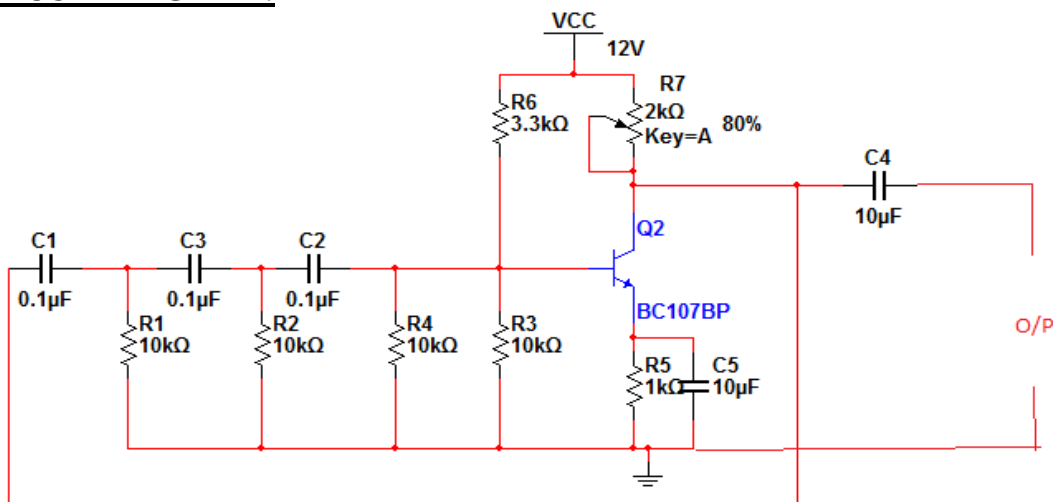 VCC
12V
R6
3.3kΩ
R7
2kΩ
Key=A
80%
C4
10µF
C1
0.1µF
C3
0.1µF
C2
0.1µF
Q2
BC107BP
R1
10kΩ
R2
10kΩ
R4
10kΩ
R3
10kΩ
R5
1kΩ
C5
10µF
O/P